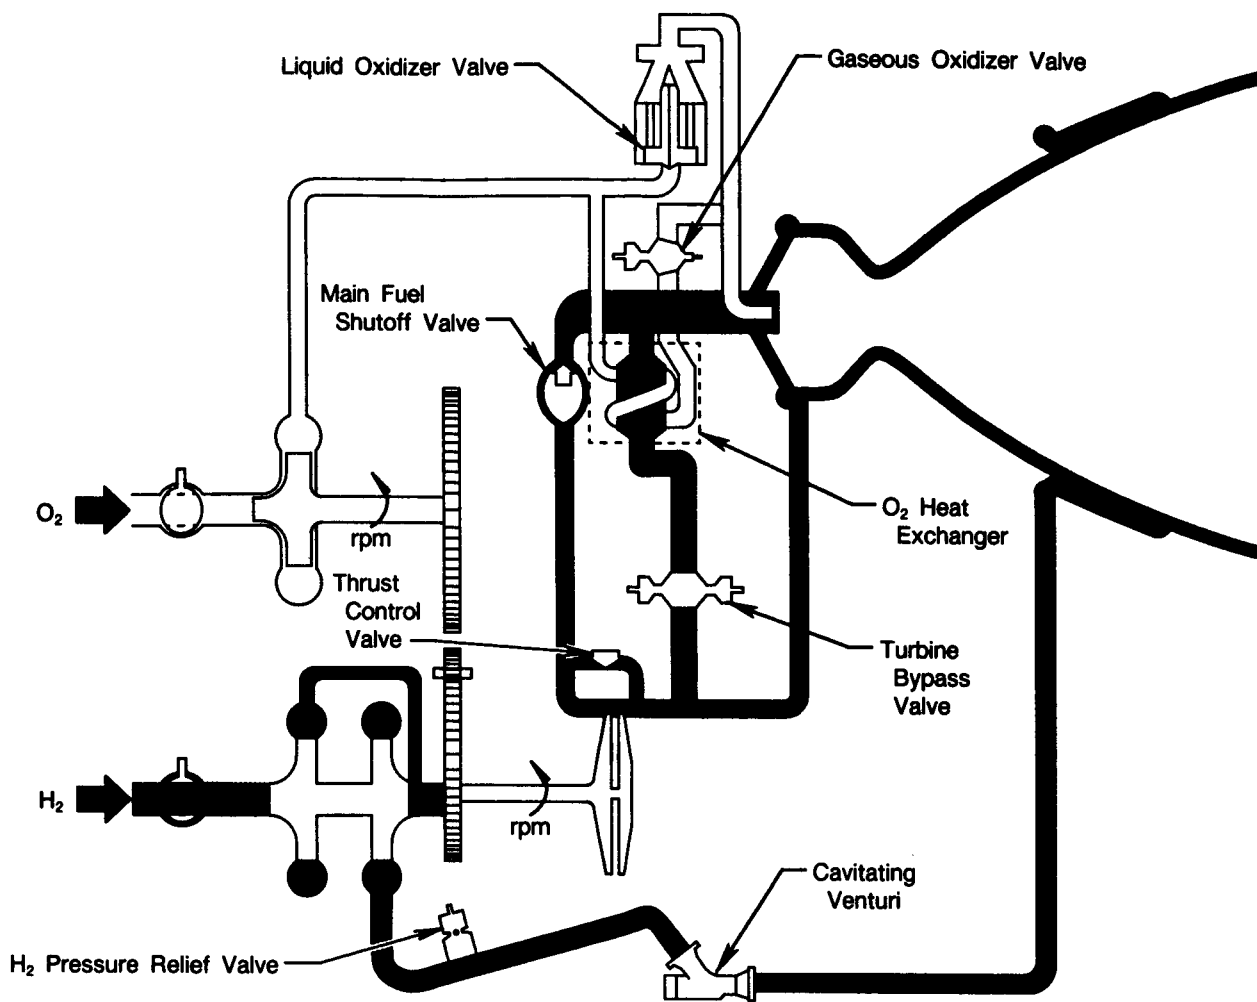 Liquid Oxidizer Valve
Gaseous Oxidizer Valve
Main Fuel
Shutoff Valve
O₂
rpm
O₂ Heat
Exchanger
Thrust
Control
Valve
Turbine
Bypass
Valve
H₂
rpm
Cavitating
Venturi
H₂ Pressure Relief Valve